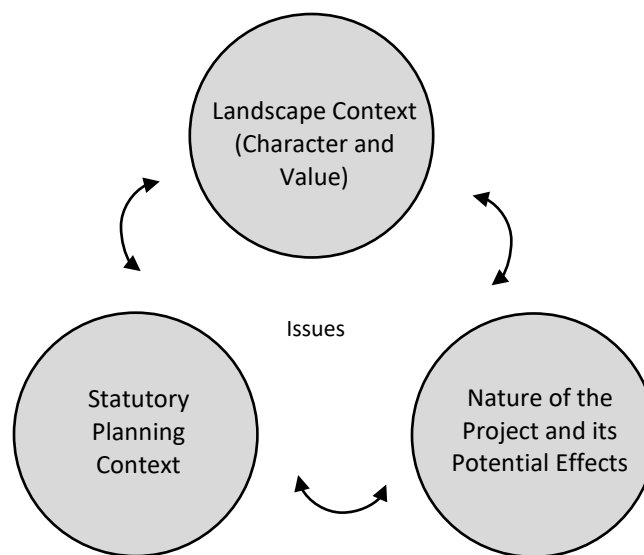 Landscape Context
(Character and
Value)
Issues
Statutory
Planning
Context
Nature of the
Project and its
Potential Effects